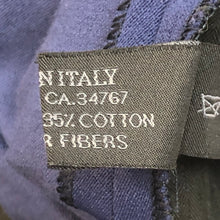 N ITALY
CA.34767
35% COTTON
R FIBERS